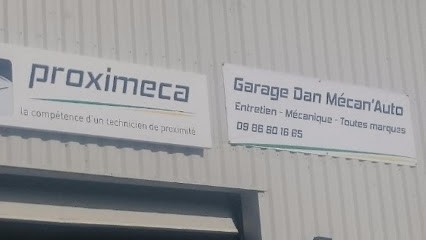 proximeca
la compétence d'un technicien de proximité
Garage Dan Mécan'Auto
Entretien - Mécanique - Toutes marques
09 86 60 16 65